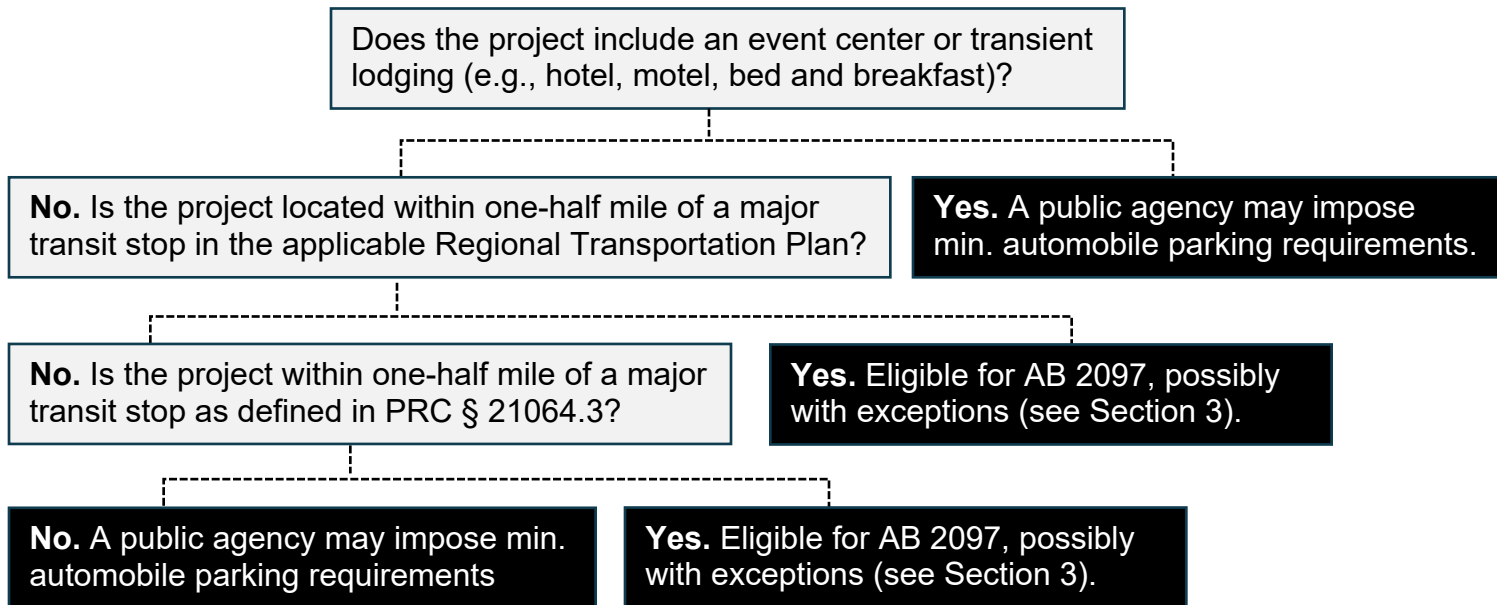 Does the project include an event center or transient
lodging (e.g., hotel, motel, bed and breakfast)?
No. Is the project located within one-half mile of a major
transit stop in the applicable Regional Transportation Plan?
Yes. A public agency may impose
min. automobile parking requirements.
No. Is the project within one-half mile of a major
transit stop as defined in PRC § 21064.3?
Yes. Eligible for AB 2097, possibly
with exceptions (see Section 3).
No. A public agency may impose min.
automobile parking requirements
Yes. Eligible for AB 2097, possibly
with exceptions (see Section 3).